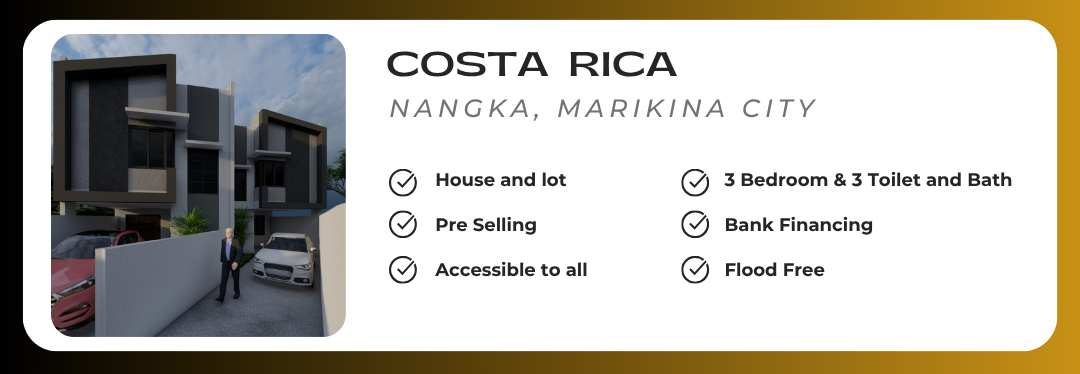 COSTA RICA
NANGKA, MARIKINA CITY
House and lot
Pre Selling
Accessible to all
3 Bedroom & 3 Toilet and Bath
Bank Financing
Flood Free